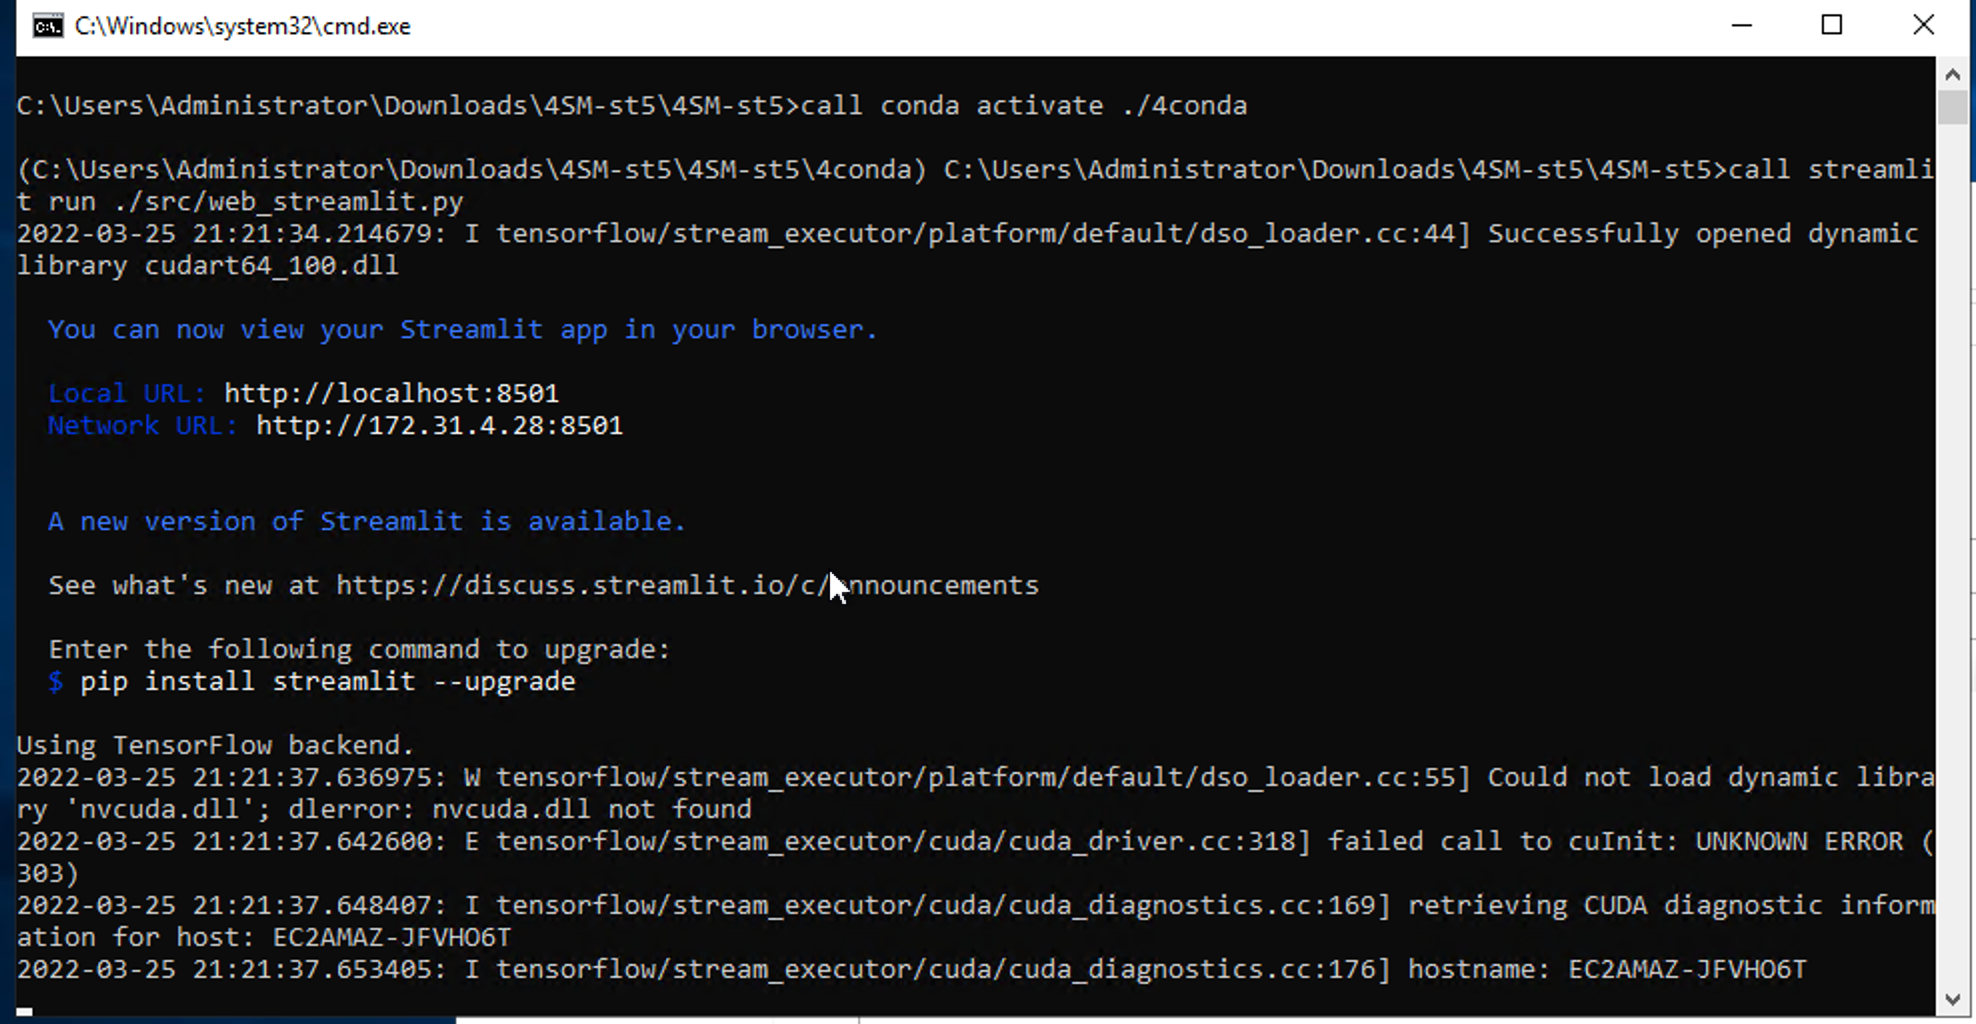 C:\Windows\system32\cmd.exe
C:\Users\Administrator\Downloads\4SM-st5\4SM-st5>call conda activate ./4conda
(C:\Users\Administrator\Downloads\4SM-st5\4SM-st5\4conda) C:\Users\Administrator\Downloads\4SM-st5\4SM-st5>call streamli
t run ./src/web_streamlit.py
2022-03-25 21:21:34.214679: I tensorflow/stream_executor/platform/default/dso_loader.cc:44] Successfully opened dynamic
library cudart64_100.dll
You can now view your Streamlit app in your browser.
Local URL: http://localhost:8501
Network URL: http://172.31.4.28:8501
A new version of Streamlit is available.
See what's new at https://discuss.streamlit.io/c/announcements
Enter the following command to upgrade:
$ pip install streamlit --upgrade
Using TensorFlow backend.
2022-03-25 21:21:37.636975: W tensorflow/stream_executor/platform/default/dso_loader.cc:55] Could not load dynamic libra
ry 'nvcuda.dll'; dlerror: nvcuda.dll not found
2022-03-25 21:21:37.642600: E tensorflow/stream_executor/cuda/cuda_driver.cc:318] failed call to cuInit: UNKNOWN ERROR (
303)
2022-03-25 21:21:37.648407: I tensorflow/stream_executor/cuda/cuda_diagnostics.cc:169] retrieving CUDA diagnostic inform
ation for host: EC2AMAZ-JFVHO6T
2022-03-25 21:21:37.653405: I tensorflow/stream_executor/cuda/cuda_diagnostics.cc:176] hostname: EC2AMAZ-JFVHO6T